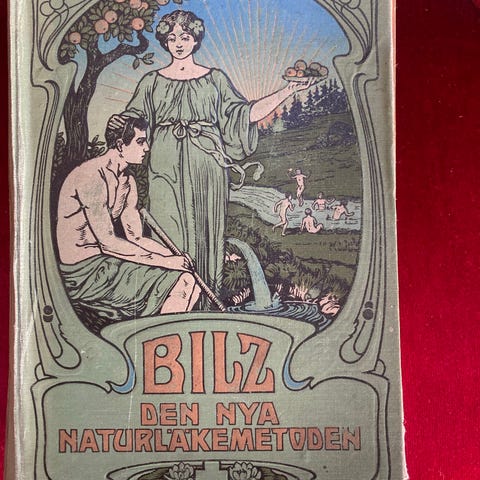 BILZ
DEN NYA
NATURLÄKEMETODEN